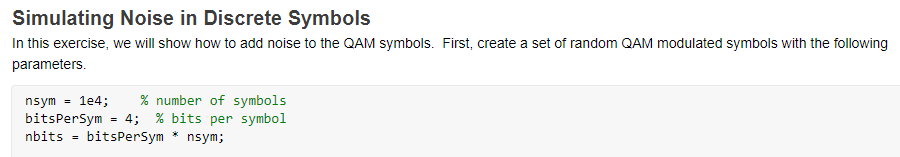 Simulating Noise in Discrete Symbols
In this exercise, we will show how to add noise to the QAM symbols.  First, create a set of random QAM modulated symbols with the following
parameters.
nsym = 1e4;    % number of symbols
bitsPerSym = 4;  % bits per symbol
nbits = bitsPerSym * nsym;